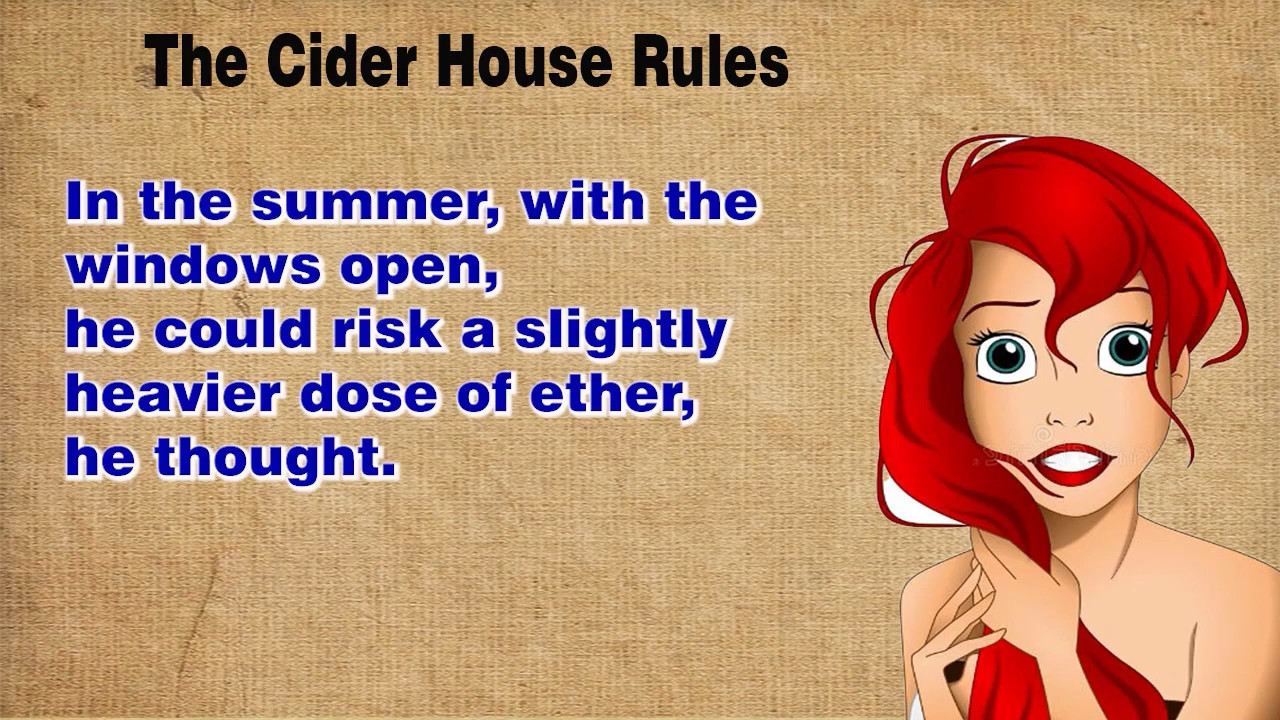 The Cider House Rules
In the summer, with the
windows open,
he could risk a slightly
heavier dose of ether,
he thought.